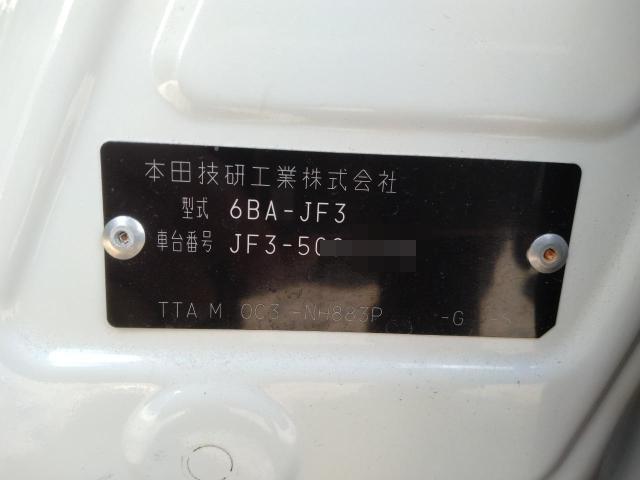 本田技研工業株式会社
型式 6BA-JF3
車台番号 JF3-50
TTA M 0C3 -NH883P -G -S